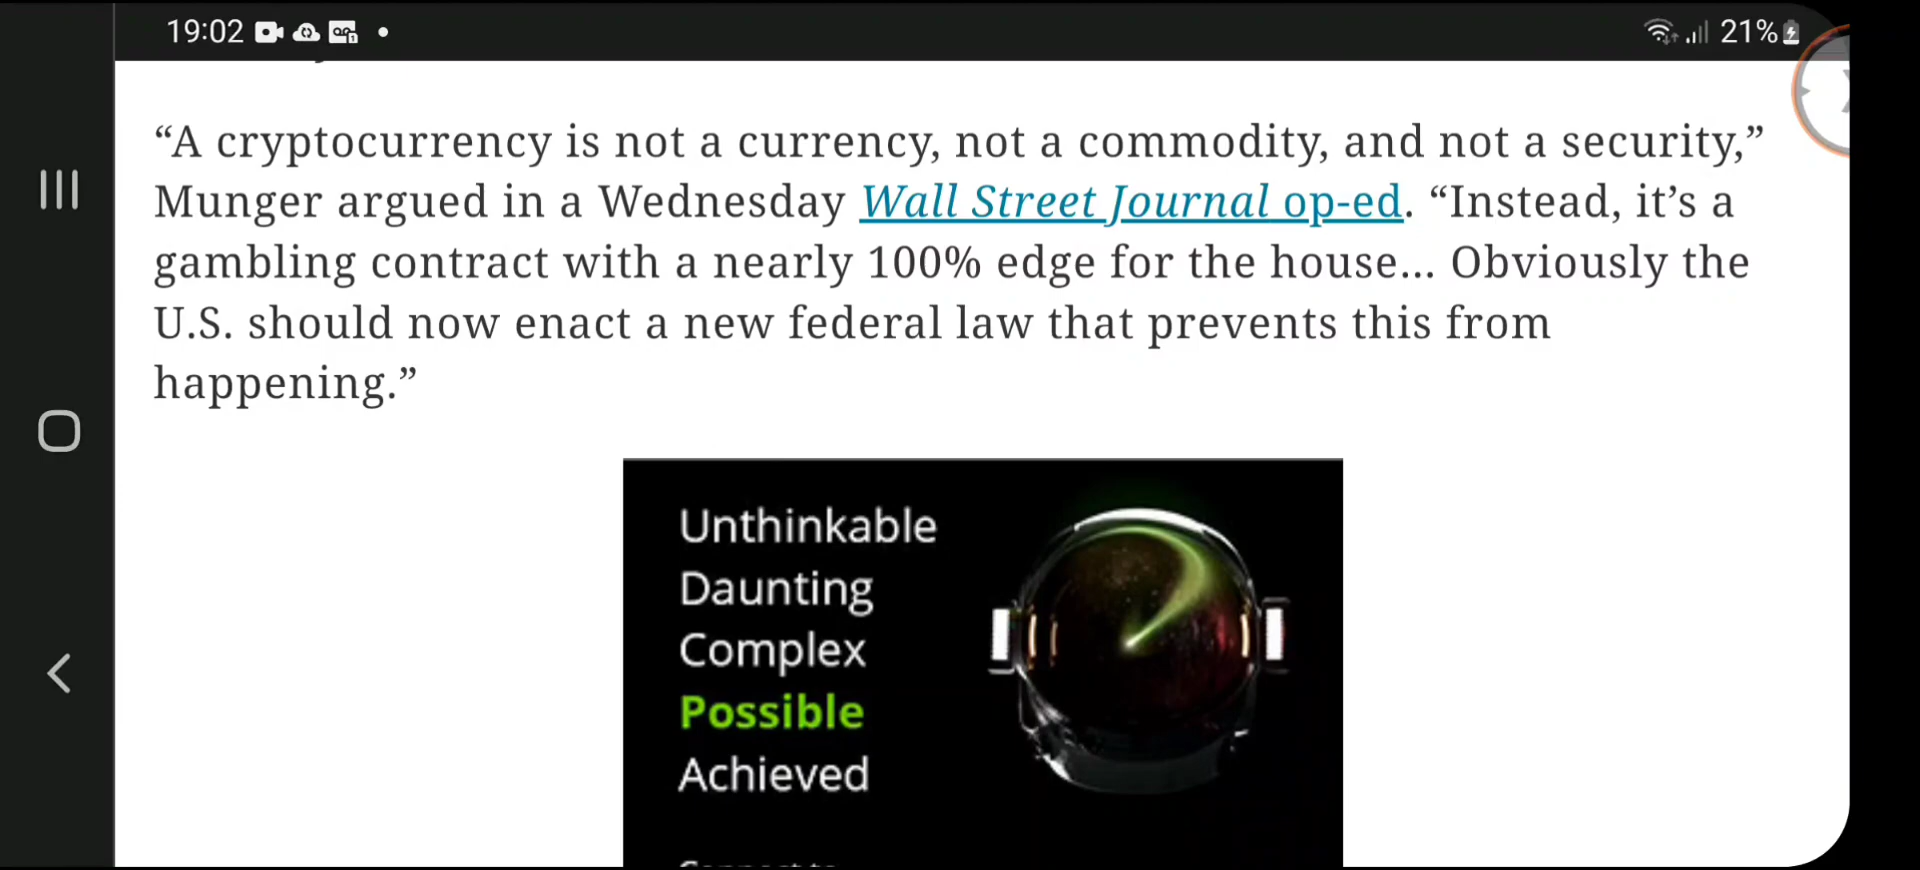 19:02
21%
“A cryptocurrency is not a currency, not a commodity, and not a security,”
Munger argued in a Wednesday Wall Street Journal op-ed. “Instead, it’s a
gambling contract with a nearly 100% edge for the house... Obviously the
U.S. should now enact a new federal law that prevents this from
happening.”
Unthinkable
Daunting
Complex
Possible
Achieved